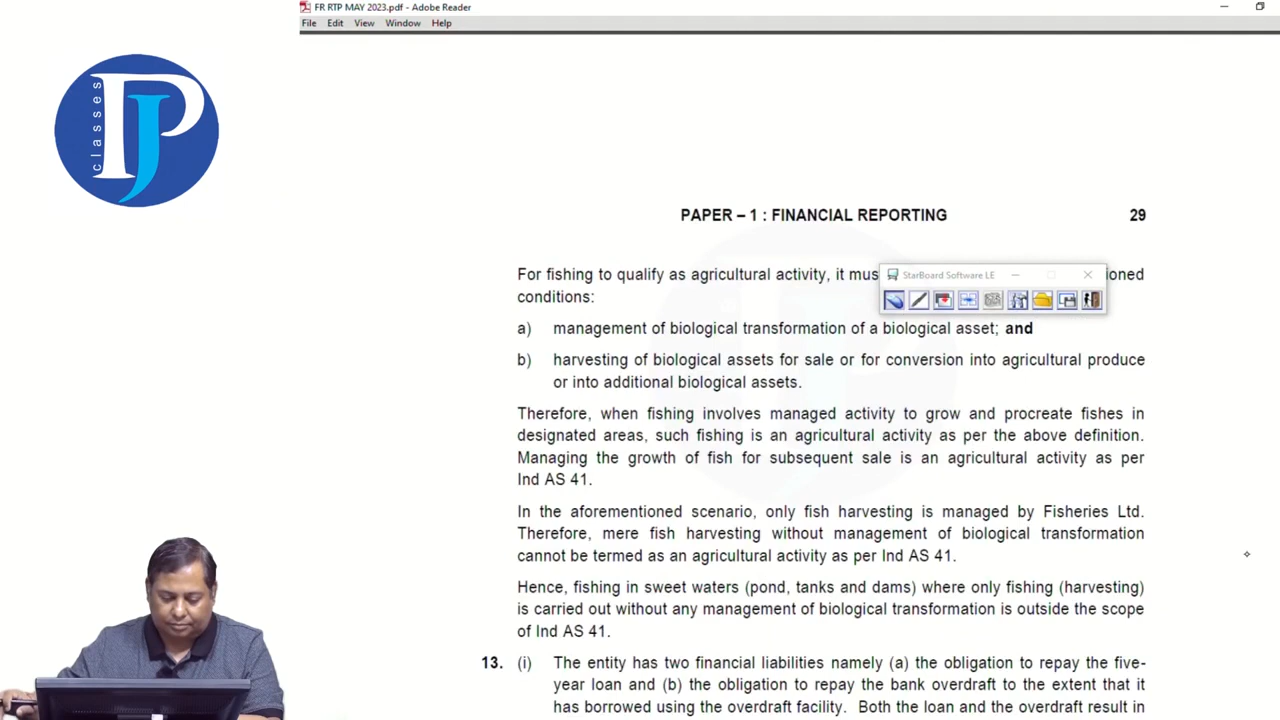 FR RTP MAY 2023.pdf - Adobe Reader
File Edit View Window Help
classes
PJ
PAPER – 1 : FINANCIAL REPORTING 29
For fishing to qualify as agricultural activity, it mus
StarBoard Software LE
ioned
conditions:
a) management of biological transformation of a biological asset; and
b) harvesting of biological assets for sale or for conversion into agricultural produce
or into additional biological assets.
Therefore, when fishing involves managed activity to grow and procreate fishes in
designated areas, such fishing is an agricultural activity as per the above definition.
Managing the growth of fish for subsequent sale is an agricultural activity as per
Ind AS 41.
In the aforementioned scenario, only fish harvesting is managed by Fisheries Ltd.
Therefore, mere fish harvesting without management of biological transformation
cannot be termed as an agricultural activity as per Ind AS 41.
Hence, fishing in sweet waters (pond, tanks and dams) where only fishing (harvesting)
is carried out without any management of biological transformation is outside the scope
of Ind AS 41.
13. (i) The entity has two financial liabilities namely (a) the obligation to repay the five-
year loan and (b) the obligation to repay the bank overdraft to the extent that it
has borrowed using the overdraft facility. Both the loan and the overdraft result in